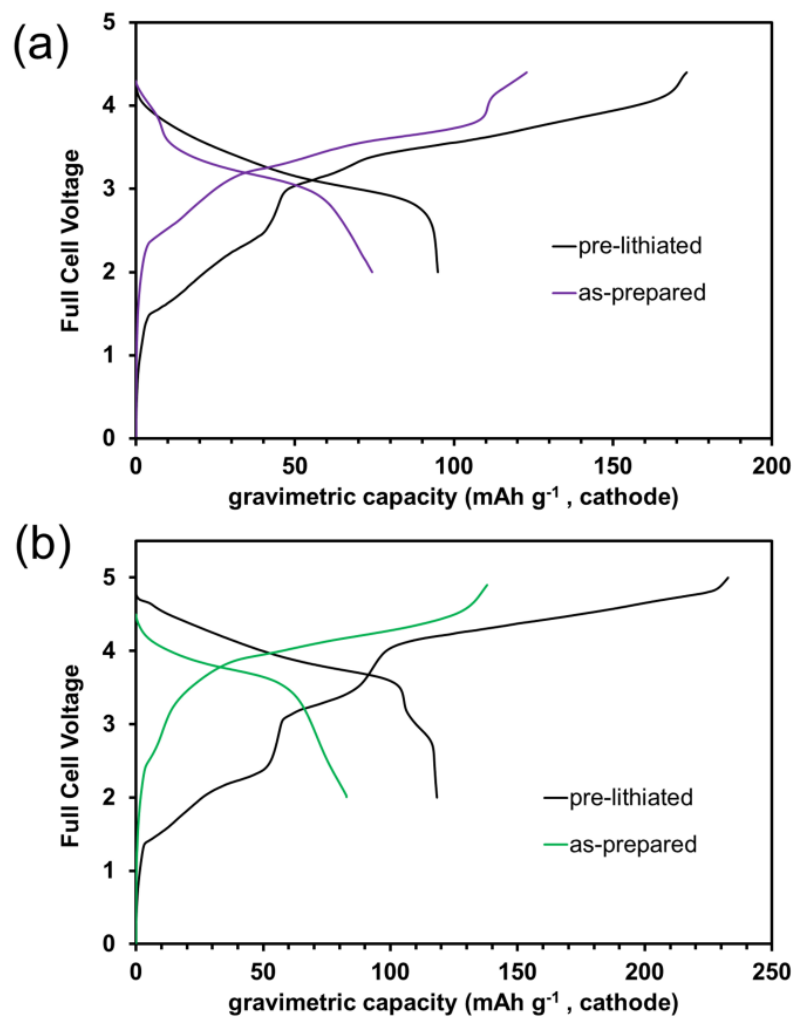 (a)
Full Cell Voltage
5
4
3
2
1
0
pre-lithiated
as-prepared
0 50 100 150 200
gravimetric capacity (mAh g⁻¹ , cathode)
(b)
Full Cell Voltage
5
4
3
2
1
0
pre-lithiated
as-prepared
0 50 100 150 200 250
gravimetric capacity (mAh g⁻¹ , cathode)